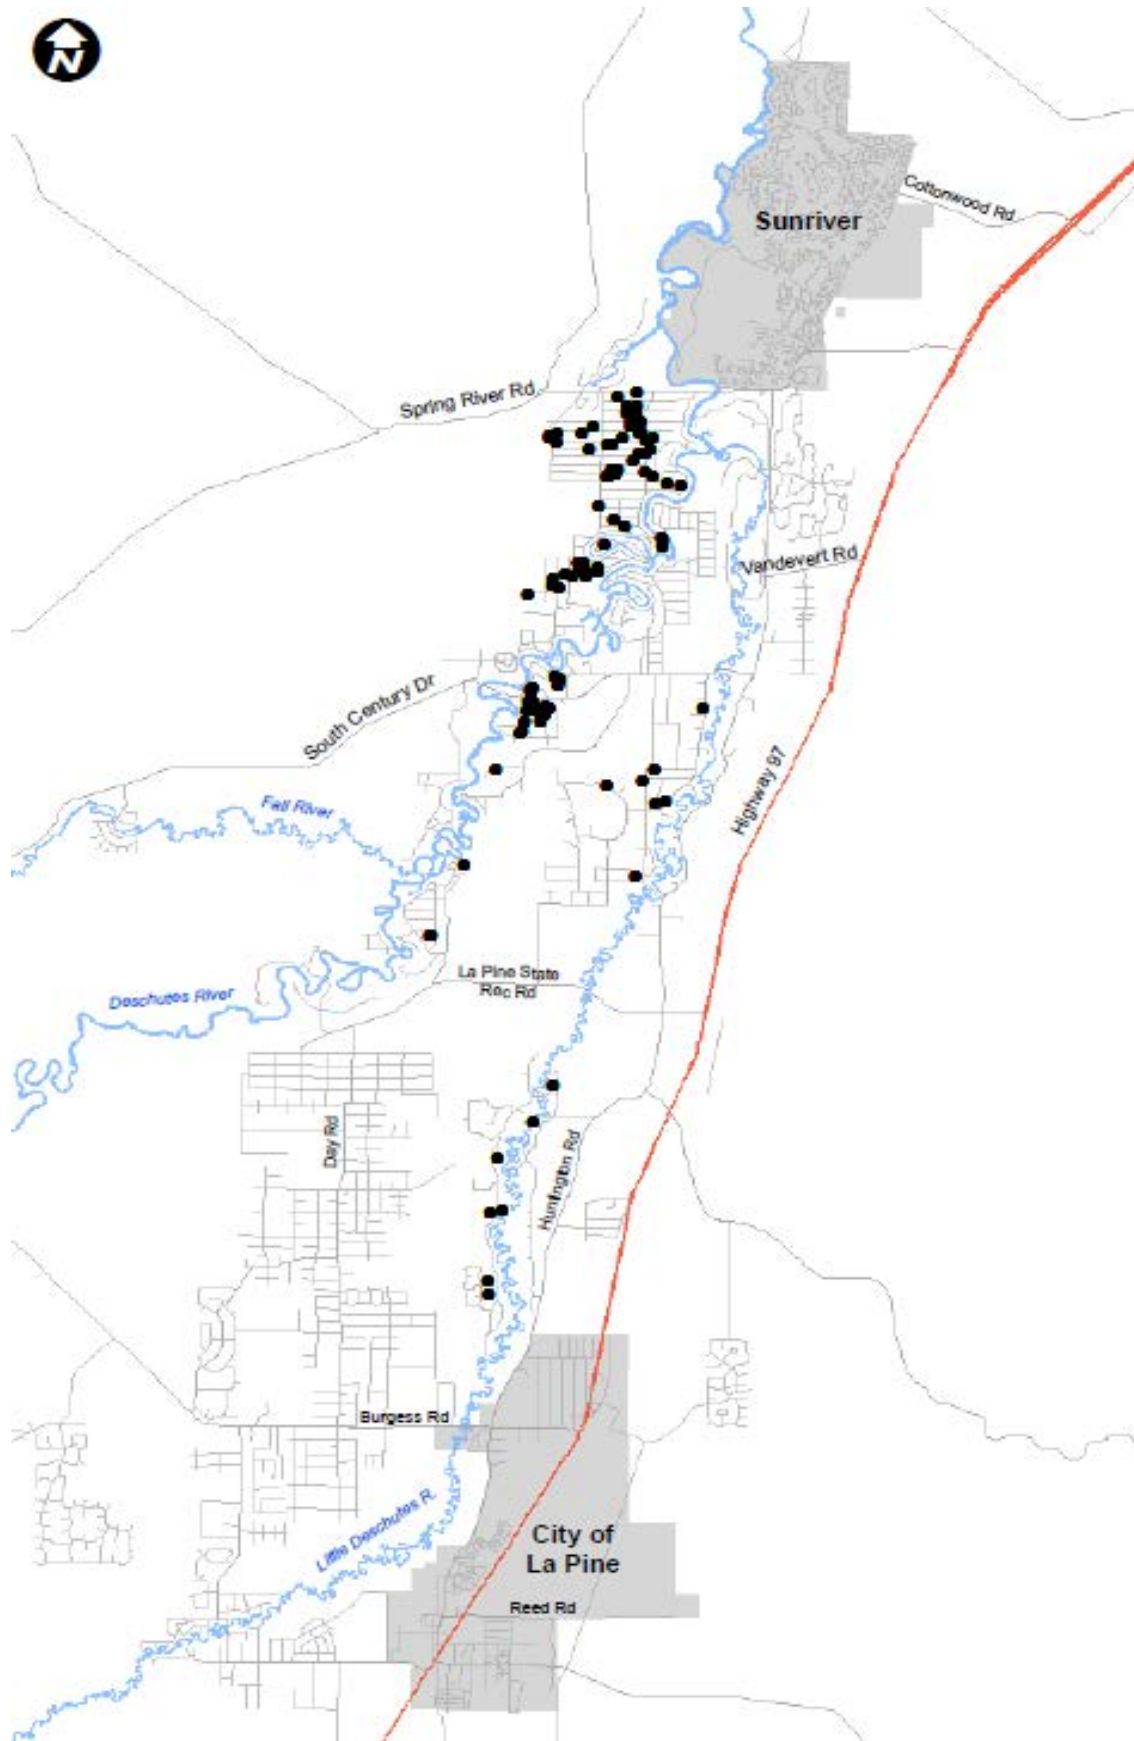 N
Sunriver
Cottonwood Rd
Spring River Rd
Vandevert Rd
South Century Dr
Highway 97
Fall River
La Pine State
Rec Rd
Deschutes River
Day Rd
Huntington Rd
Burgess Rd
Little Deschutes R.
City of
La Pine
Reed Rd